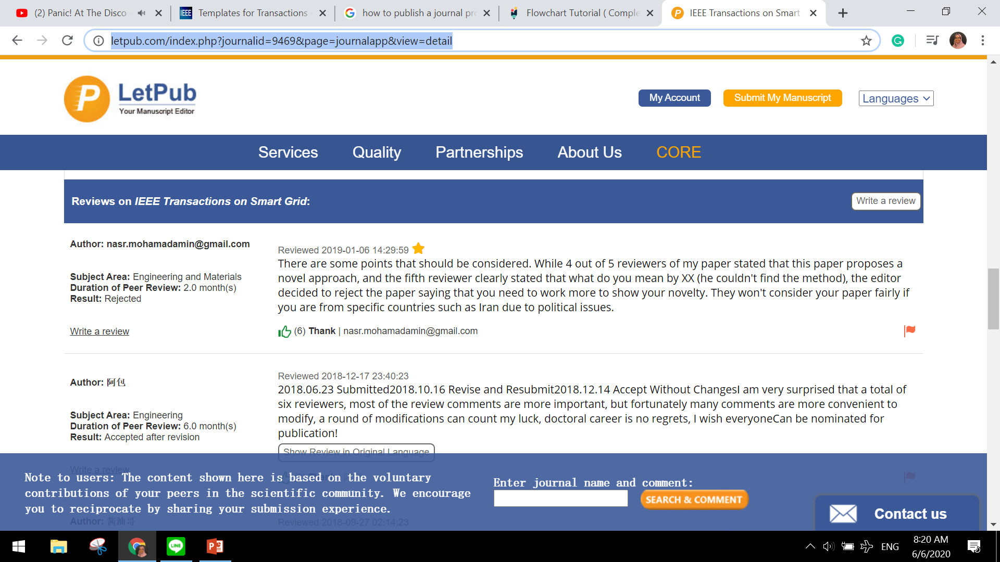 (2) Panic! At The Disco
Templates for Transactions
how to publish a journal pr
Flowchart Tutorial ( Comple
IEEE Transactions on Smart
letpub.com/index.php?journalid=9469&page=journalapp&view=detail
LetPub
Your Manuscript Editor
My Account
Submit My Manuscript
Languages
Services
Quality
Partnerships
About Us
CORE
Reviews on IEEE Transactions on Smart Grid:
Write a review
Author: nasr.mohamadamin@gmail.com
Subject Area: Engineering and Materials
Duration of Peer Review: 2.0 month(s)
Result: Rejected
Write a review
Reviewed 2019-01-06 14:29:59
There are some points that should be considered. While 4 out of 5 reviewers of my paper stated that this paper proposes a
novel approach, and the fifth reviewer clearly stated that what do you mean by XX (he couldn't find the method), the editor
decided to reject the paper saying that you need to work more to show your novelty. They won't consider your paper fairly if
you are from specific countries such as Iran due to political issues.
(6) Thank | nasr.mohamadamin@gmail.com
Author: 阿包
Subject Area: Engineering
Duration of Peer Review: 6.0 month(s)
Result: Accepted after revision
Write a review
Reviewed 2018-12-17 23:40:23
2018.06.23 Submitted2018.10.16 Revise and Resubmit2018.12.14 Accept Without ChangesI am very surprised that a total of
six reviewers, most of the review comments are more important, but fortunately many comments are more convenient to
modify, a round of modifications can count my luck, doctoral career is no regrets, I wish everyoneCan be nominated for
publication!
Show Review in Original Language
Note to users: The content shown here is based on the voluntary
contributions of your peers in the scientific community. We encourage
you to reciprocate by sharing your submission experience.
Enter journal name and comment:
SEARCH & COMMENT
Contact us
Author: 酱油哥
Reviewed 2018-09-27 02:14:23
ENG
8:20 AM
6/6/2020